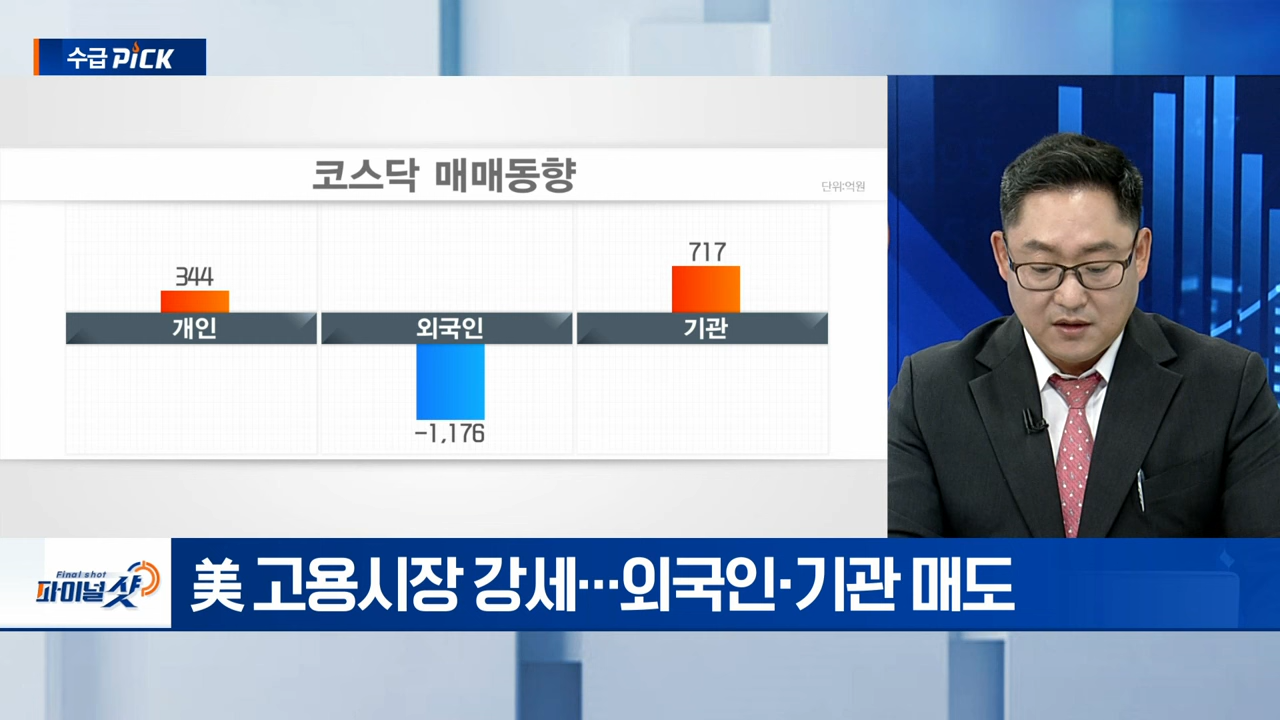 수급 PiCK
코스닥 매매동향
단위:억원
344
717
개인
외국인
기관
-1,176
Final shot
파이널샷
美 고용시장 강세…외국인·기관 매도